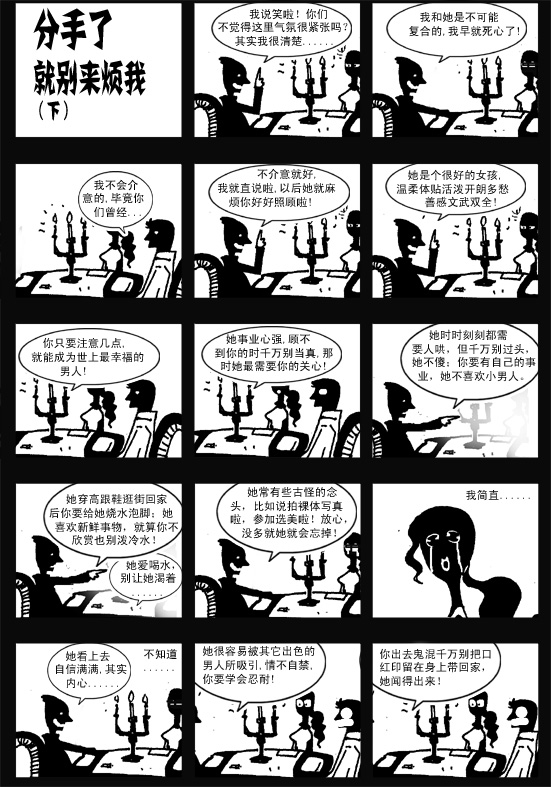 分手了
就别来烦我
（下）
我说笑啦！你们
不觉得这里气氛很紧张吗？
其实我很清楚......
我和她是不可能
复合的，我早就死心了！
我不会介
意的，毕竟你
们曾经...
不介意就好，
我就直说啦，以后她就麻
烦你好好照顾啦！
她是个很好的女孩，
温柔体贴活泼开朗多愁
善感文武双全！
你只要注意几点，
就能成为世上最幸福的
男人！
她事业心强，顾不
到你的时千万别当真，那
时她最需要你的关心！
她时时刻刻都需
要人哄，但千万别过头，
她不傻；你要有自己的事
业，她不喜欢小男人。
她穿高跟鞋逛街回家
后你要给她烧水泡脚；她
喜欢新鲜事物，就算你不
欣赏也别泼冷水！
她爱喝水，
别让她渴着
......
她常有些古怪的念
头，比如说拍裸体写真
啦，参加选美啦！放心，
没多就她就会忘掉！
我简直......
她看上去
自信满满，其实
内心......
不知道
......
她很容易被其它出色的
男人所吸引，情不自禁，
你要学会忍耐！
你出去鬼混千万别把口
红印留在身上带回家，
她闻得出来！